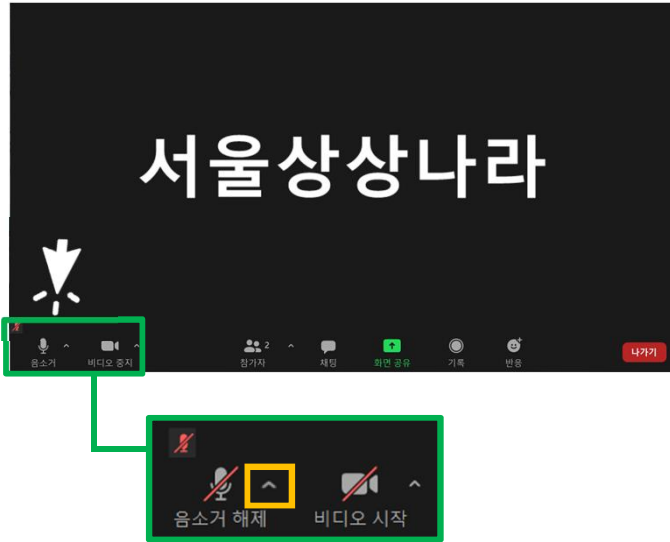 서울상상나라
음소거 비디오 중지 참가자 2 채팅 화면 공유 기록 반응 나가기
음소거 해제 비디오 시작